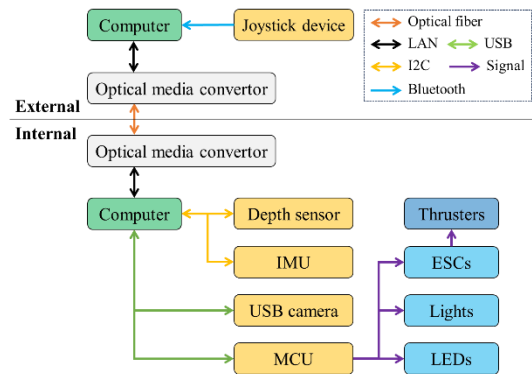 Computer
Joystick device
Optical fiber
LAN
USB
I2C
Signal
Bluetooth
Optical media convertor
External
Internal
Optical media convertor
Computer
Depth sensor
Thrusters
IMU
ESCs
USB camera
Lights
MCU
LEDs